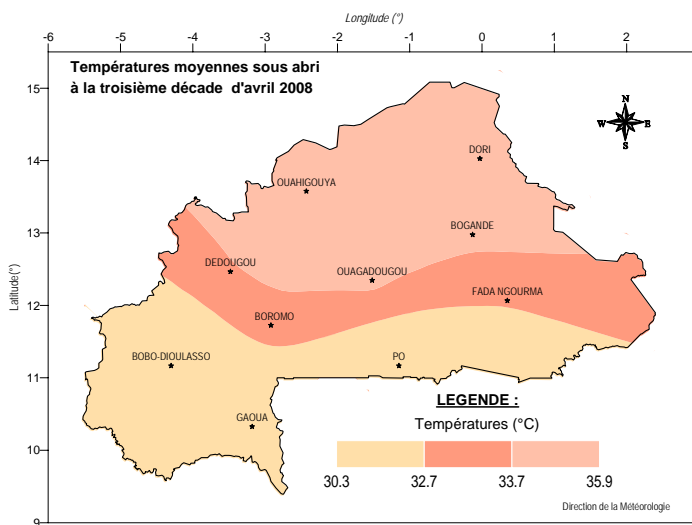 Longitude (°)
-6 -5 -4 -3 -2 -1 0 1 2
Températures moyennes sous abri
à la troisième décade d'avril 2008
N
W E
S
15
14
13
12
11
10
9
Latitude (°)
DORI
OUAHIGOUYA
BOGANDE
DEDOUGOU
OUAGADOUGOU
FADA NGOURMA
BOROMO
BOBO-DIOULASSO
PO
GAOUA
LEGENDE :
Températures (°C)
30.3 32.7 33.7 35.9
Direction de la Météorologie